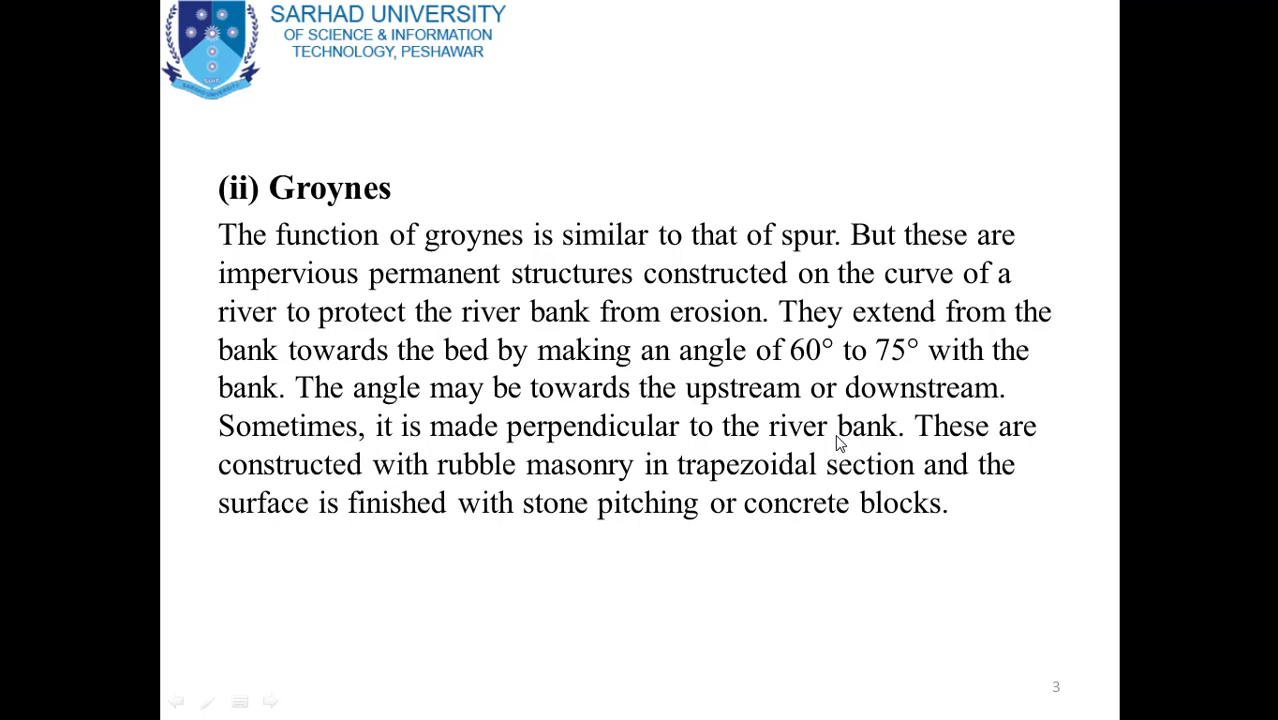 SARHAD UNIVERSITY
OF SCIENCE & INFORMATION
TECHNOLOGY, PESHAWAR
(ii) Groynes
The function of groynes is similar to that of spur. But these are
impervious permanent structures constructed on the curve of a
river to protect the river bank from erosion. They extend from the
bank towards the bed by making an angle of 60° to 75° with the
bank. The angle may be towards the upstream or downstream.
Sometimes, it is made perpendicular to the river bank. These are
constructed with rubble masonry in trapezoidal section and the
surface is finished with stone pitching or concrete blocks.
3